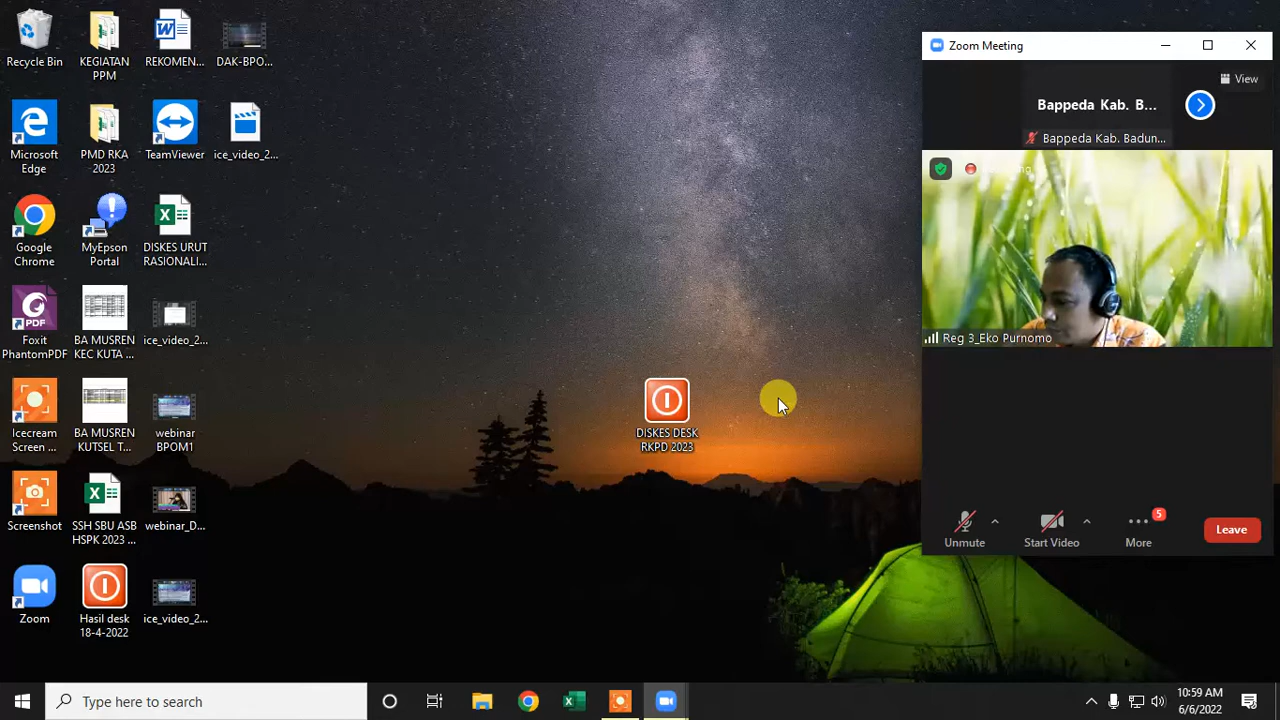 Recycle Bin
KEGIATAN
PPM
REKOMEN...
DAK-BPO...
Microsoft
Edge
PMD RKA
2023
TeamViewer
ice_video_2...
Google
Chrome
MyEpson
Portal
DISKES URUT
RASIONALI...
PDF
Foxit
PhantomPDF
BA MUSREN
KEC KUTA ...
ice_video_2...
Icecream
Screen ...
BA MUSREN
KUTSEL T...
webinar
BPOM1
Screenshot
SSH SBU ASB
HSPK 2023 ...
webinar_D...
Zoom
Hasil desk
18-4-2022
ice_video_2...
DISKES DESK
RKPD 2023
Zoom Meeting
View
Bappeda Kab. B...
Bappeda Kab. Badun...
Reg 3_Eko Purnomo
Unmute
Start Video
5
More
Leave
Type here to search
10:59 AM
6/6/2022